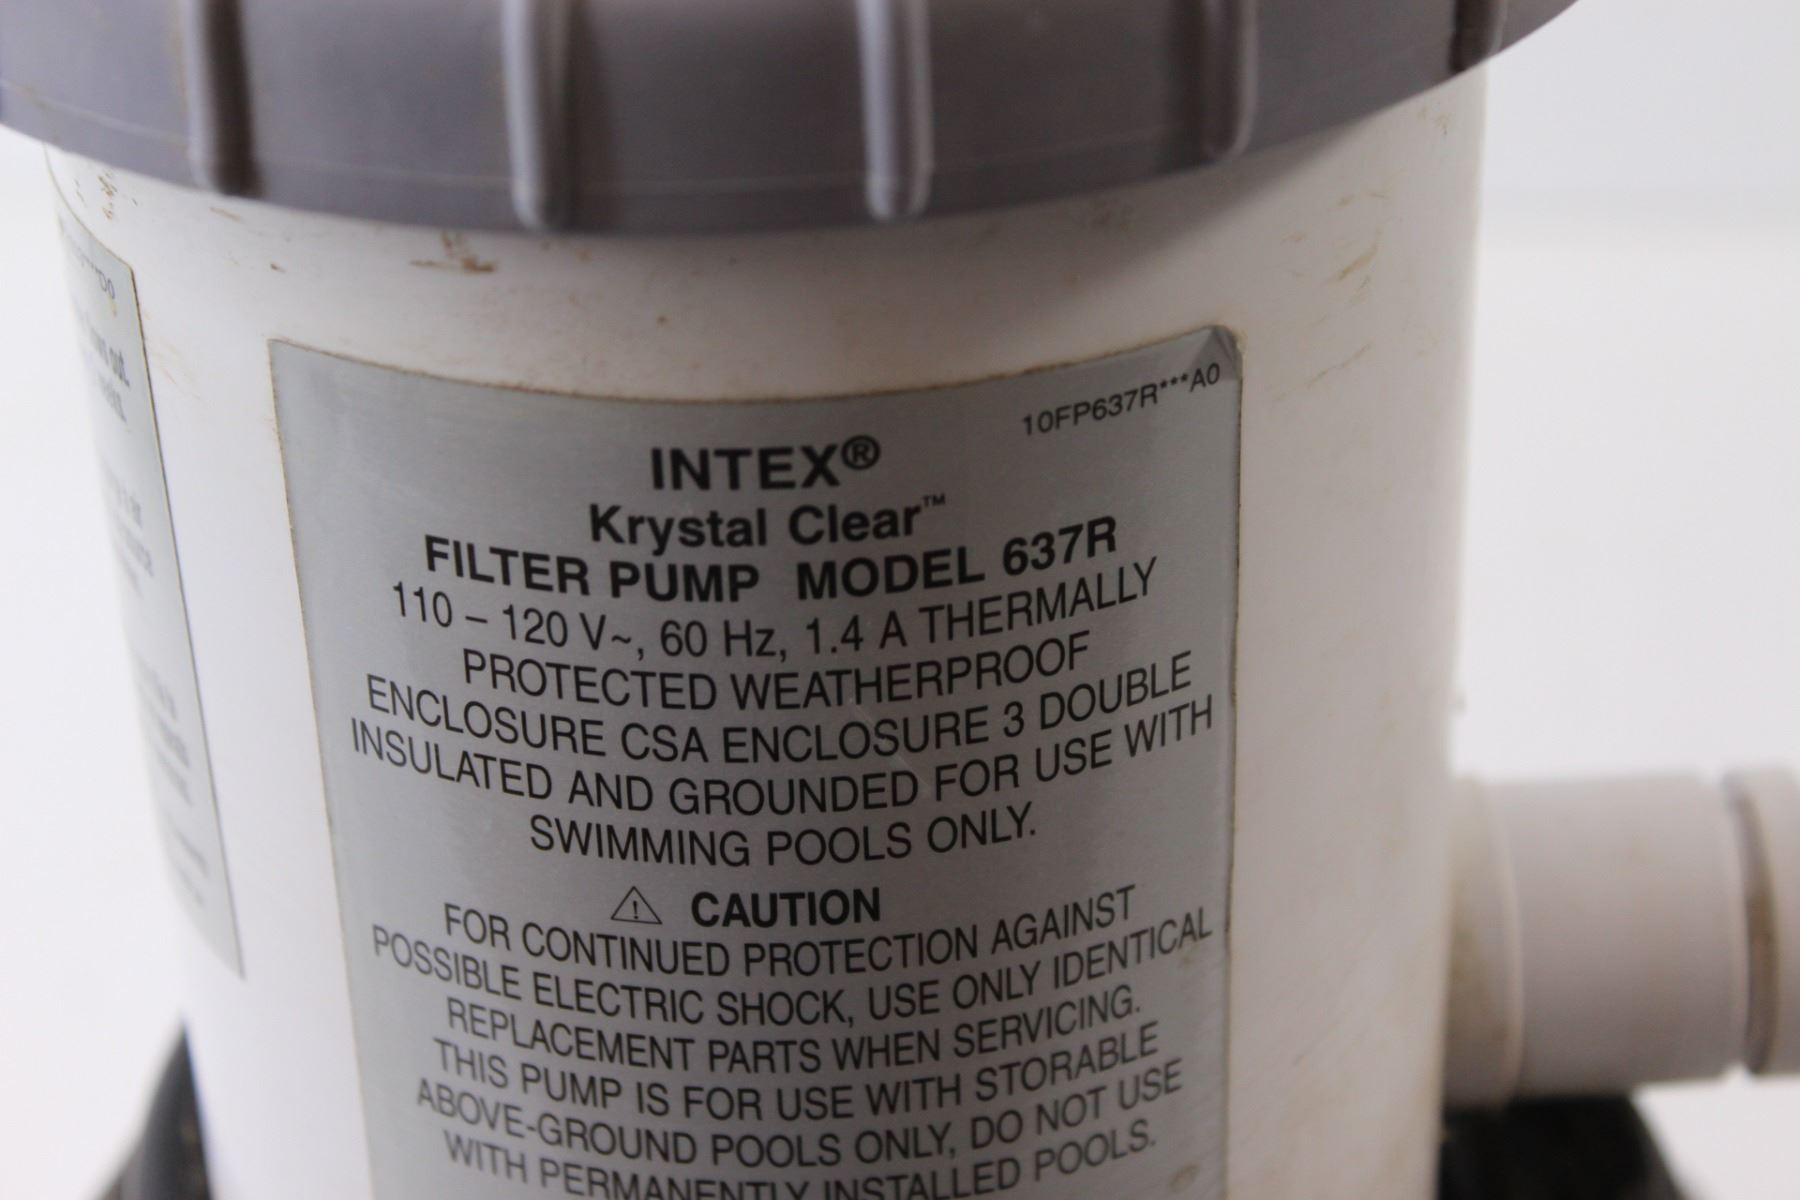 10FP637R***A0
INTEX®
Krystal Clear™
FILTER PUMP MODEL 637R
110 – 120 V~, 60 Hz, 1.4 A THERMALLY
PROTECTED WEATHERPROOF
ENCLOSURE CSA ENCLOSURE 3 DOUBLE
INSULATED AND GROUNDED FOR USE WITH
SWIMMING POOLS ONLY.
⚠ CAUTION
FOR CONTINUED PROTECTION AGAINST
POSSIBLE ELECTRIC SHOCK, USE ONLY IDENTICAL
REPLACEMENT PARTS WHEN SERVICING.
THIS PUMP IS FOR USE WITH STORABLE
ABOVE-GROUND POOLS ONLY, DO NOT USE
WITH PERMANENTLY INSTALLED POOLS.